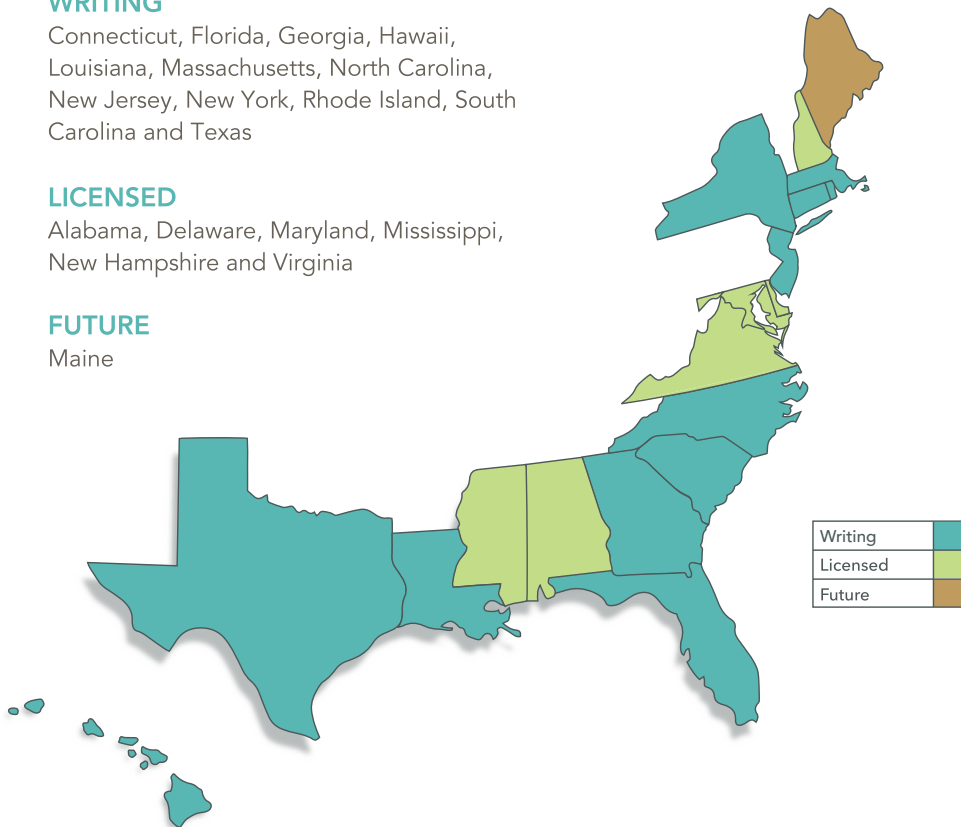 WRITING
Connecticut, Florida, Georgia, Hawaii,
Louisiana, Massachusetts, North Carolina,
New Jersey, New York, Rhode Island, South
Carolina and Texas
LICENSED
Alabama, Delaware, Maryland, Mississippi,
New Hampshire and Virginia
FUTURE
Maine
Writing
Licensed
Future